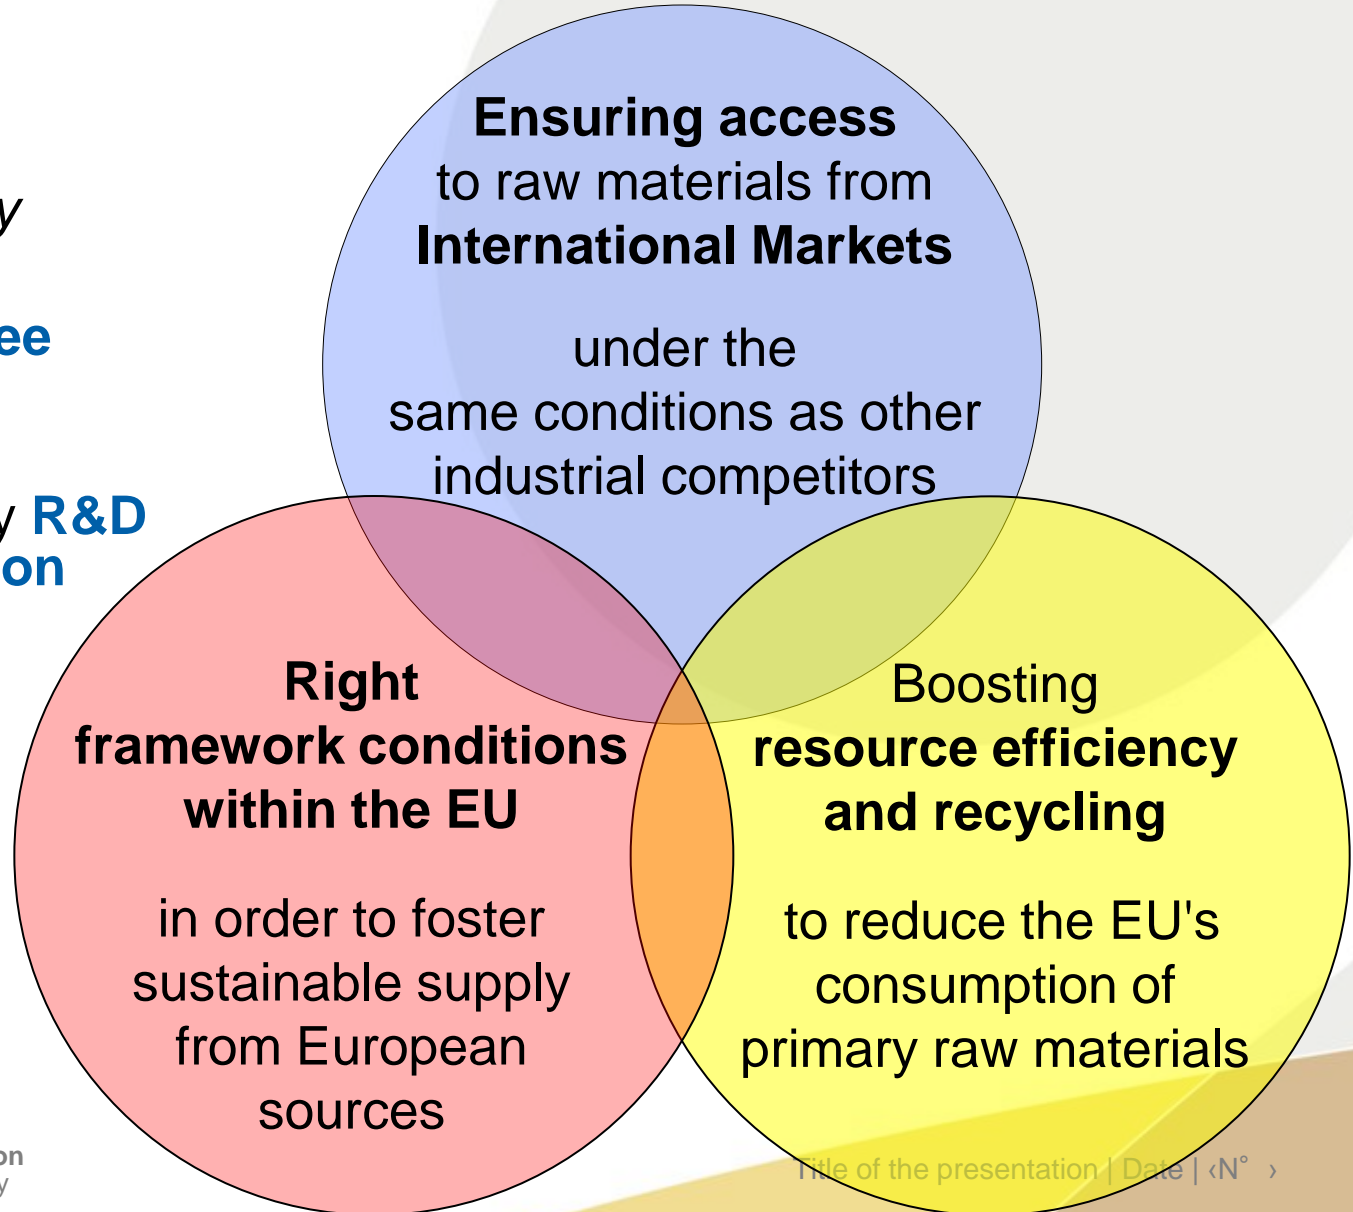 y
ee
y R&D
on
Ensuring access
to raw materials from
International Markets
under the
same conditions as other
industrial competitors
Right
framework conditions
within the EU
in order to foster
sustainable supply
from European
sources
Boosting
resource efficiency
and recycling
to reduce the EU's
consumption of
primary raw materials
on
y
Title of the presentation | Date | ‹N° ›